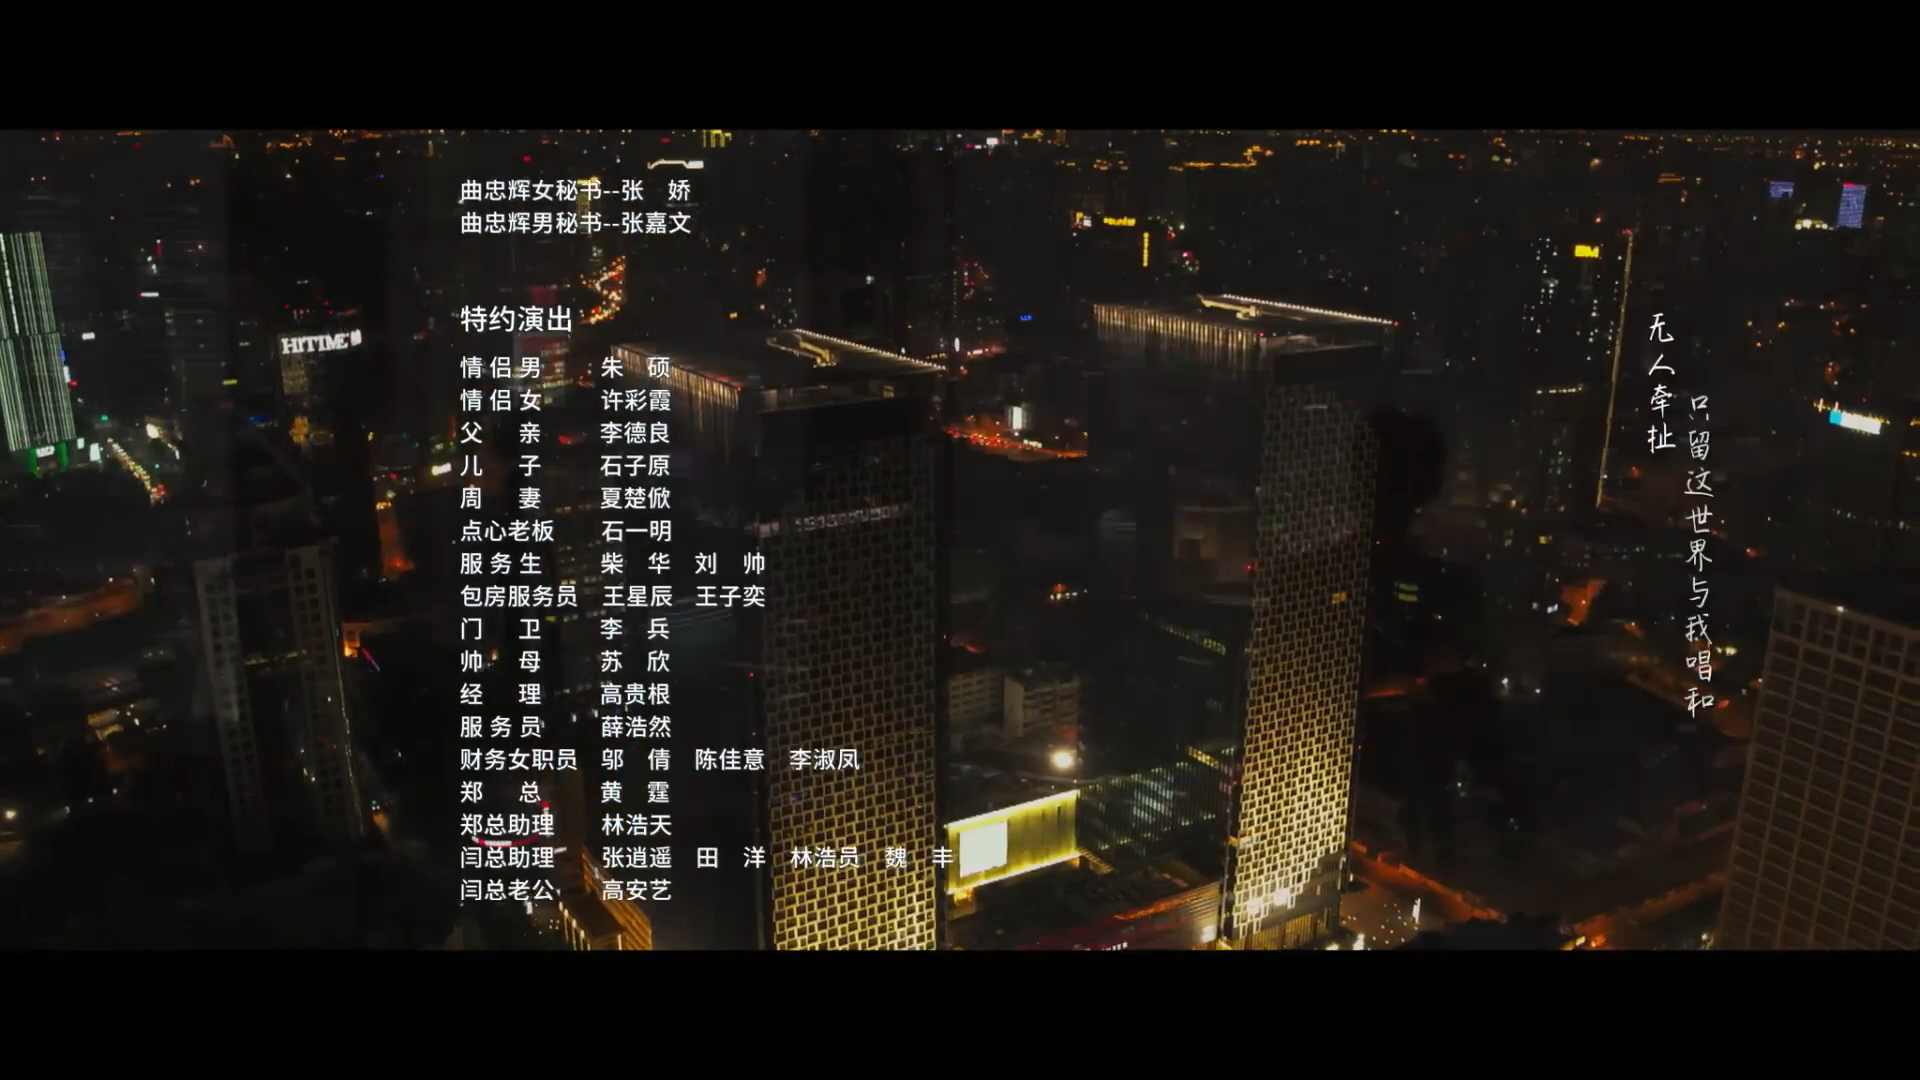 曲忠辉女秘书--张 娇
曲忠辉男秘书--张嘉文
特约演出
情侣男 朱 硕
情侣女 许彩霞
父 亲 李德良
儿 子 石子原
周 妻 夏楚俽
点心老板 石一明
服务生 柴 华 刘 帅
包房服务员 王星辰 王子奕
门 卫 李 兵
帅 母 苏 欣
经 理 高贵根
服务员 薛浩然
财务女职员 邬 倩 陈佳意 李淑凤
郑 总 黄 霆
郑总助理 林浩天
闫总助理 张逍遥 田 洋 林浩员 魏 丰
闫总老公 高安艺
无人牵扯
只留这世界与我唱和
HITIME